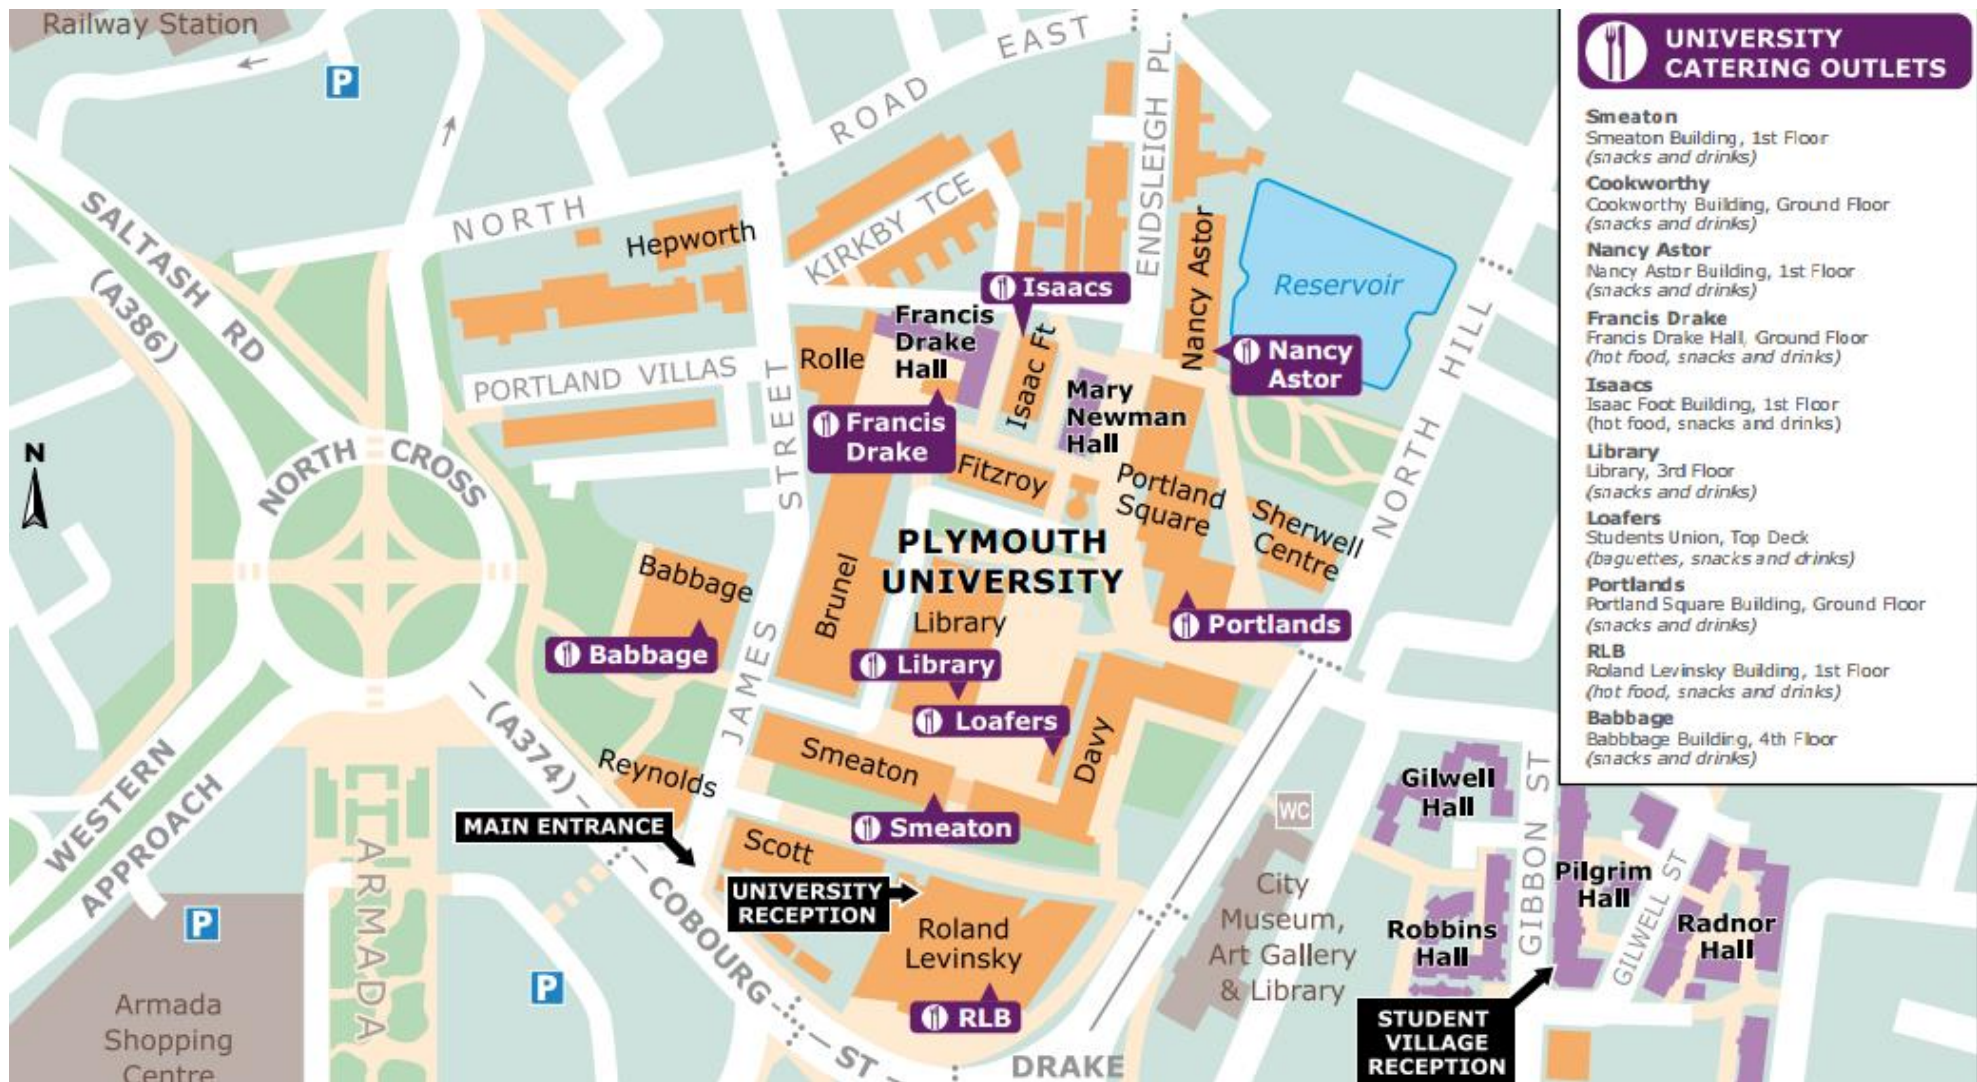 Railway Station
P
EAST
ROAD
ENDSLEIGH PL.
NORTH
KIRKBY TCE
Hepworth
SALTASH RD
(A386)
Nancy Astor
Reservoir
Isaacs
Francis
Drake
Hall
Rolle
Isaac Ft
Nancy
Astor
PORTLAND VILLAS
STREET
Mary
Newman
Hall
Francis
Drake
NORTH HILL
N
NORTH CROSS
Fitzroy
Portland
Square
Sherwell
Centre
PLYMOUTH
UNIVERSITY
Babbage
Brunel
Library
Portlands
Babbage
Library
JAMES
Loafers
(A374)
Smeaton
Davy
Reynolds
WESTERN
APPROACH
MAIN ENTRANCE
Smeaton
Scott
WC
Gilwell
Hall
GIBBON ST
ARMADA
P
COBOURG ST
UNIVERSITY
RECEPTION
Roland
Levinsky
City
Museum,
Art Gallery
& Library
Pilgrim
Hall
GILWELL ST
Robbins
Hall
Radnor
Hall
P
RLB
Armada
Shopping
Centre
DRAKE
STUDENT
VILLAGE
RECEPTION
UNIVERSITY
CATERING OUTLETS
Smeaton
Smeaton Building, 1st Floor
(snacks and drinks)
Cookworthy
Cookworthy Building, Ground Floor
(snacks and drinks)
Nancy Astor
Nancy Astor Building, 1st Floor
(snacks and drinks)
Francis Drake
Francis Drake Hall, Ground Floor
(hot food, snacks and drinks)
Isaacs
Isaac Foot Building, 1st Floor
(hot food, snacks and drinks)
Library
Library, 3rd Floor
(snacks and drinks)
Loafers
Students Union, Top Deck
(baguettes, snacks and drinks)
Portlands
Portland Square Building, Ground Floor
(snacks and drinks)
RLB
Roland Levinsky Building, 1st Floor
(hot food, snacks and drinks)
Babbage
Babbbage Building, 4th Floor
(snacks and drinks)